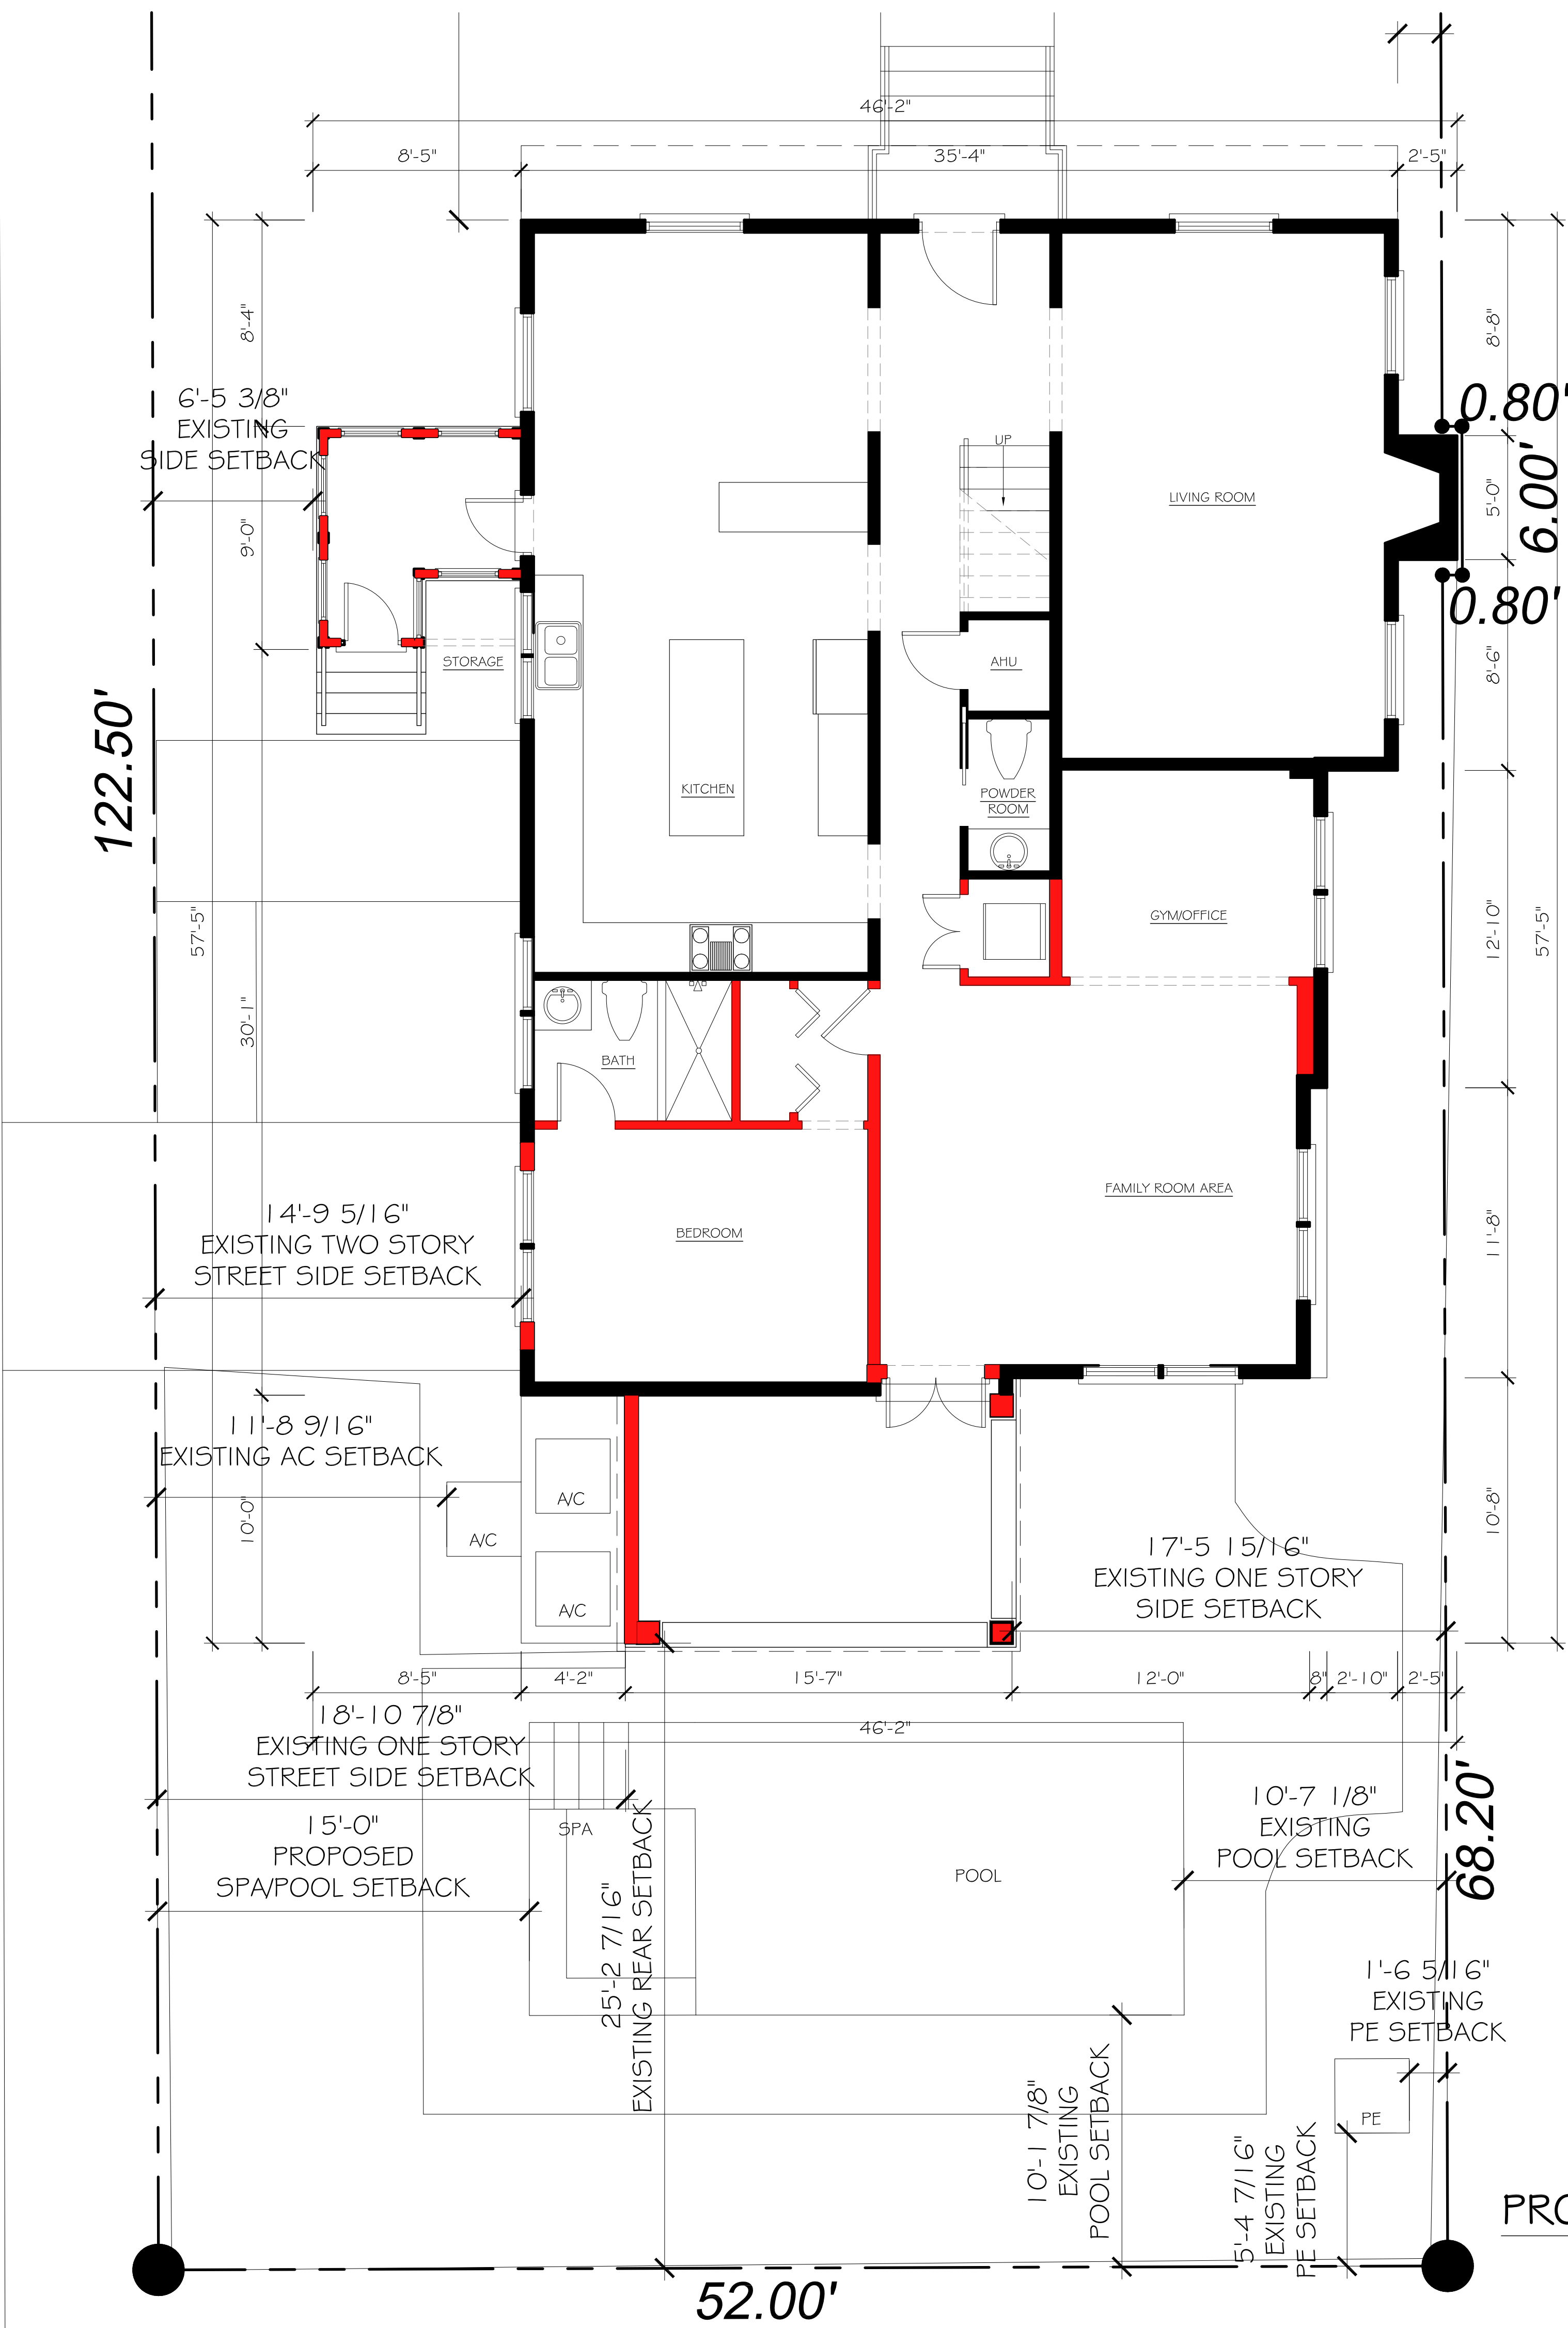 46'-2"
8'-5"
35'-4"
2'-5"
8'-4"
8'-8"
6'-5 3/8"
EXISTING
SIDE SETBACK
0.80'
UP
LIVING ROOM
5'-0"
6.00'
9'-0"
0.80'
STORAGE
AHU
8'-6"
122.50'
KITCHEN
POWDER
ROOM
57'-5"
GYM/OFFICE
12'-10"
57'-5"
30'-1"
BATH
FAMILY ROOM AREA
14'-9 5/16"
EXISTING TWO STORY
STREET SIDE SETBACK
BEDROOM
11'-8"
11'-8 9/16"
EXISTING AC SETBACK
A/C
A/C
A/C
10'-0"
10'-8"
17'-5 15/16"
EXISTING ONE STORY
SIDE SETBACK
8'-5"
4'-2"
15'-7"
12'-0"
8"
2'-10"
2'-5"
18'-10 7/8"
EXISTING ONE STORY
STREET SIDE SETBACK
46'-2"
15'-0"
PROPOSED
SPA/POOL SETBACK
SPA
POOL
10'-7 1/8"
EXISTING
POOL SETBACK
68.20'
25'-2 7/16"
EXISTING REAR SETBACK
1'-6 5/16"
EXISTING
PE SETBACK
10'-1 7/8"
EXISTING
POOL SETBACK
PE
5'-4 7/16"
EXISTING
PE SETBACK
52.00'